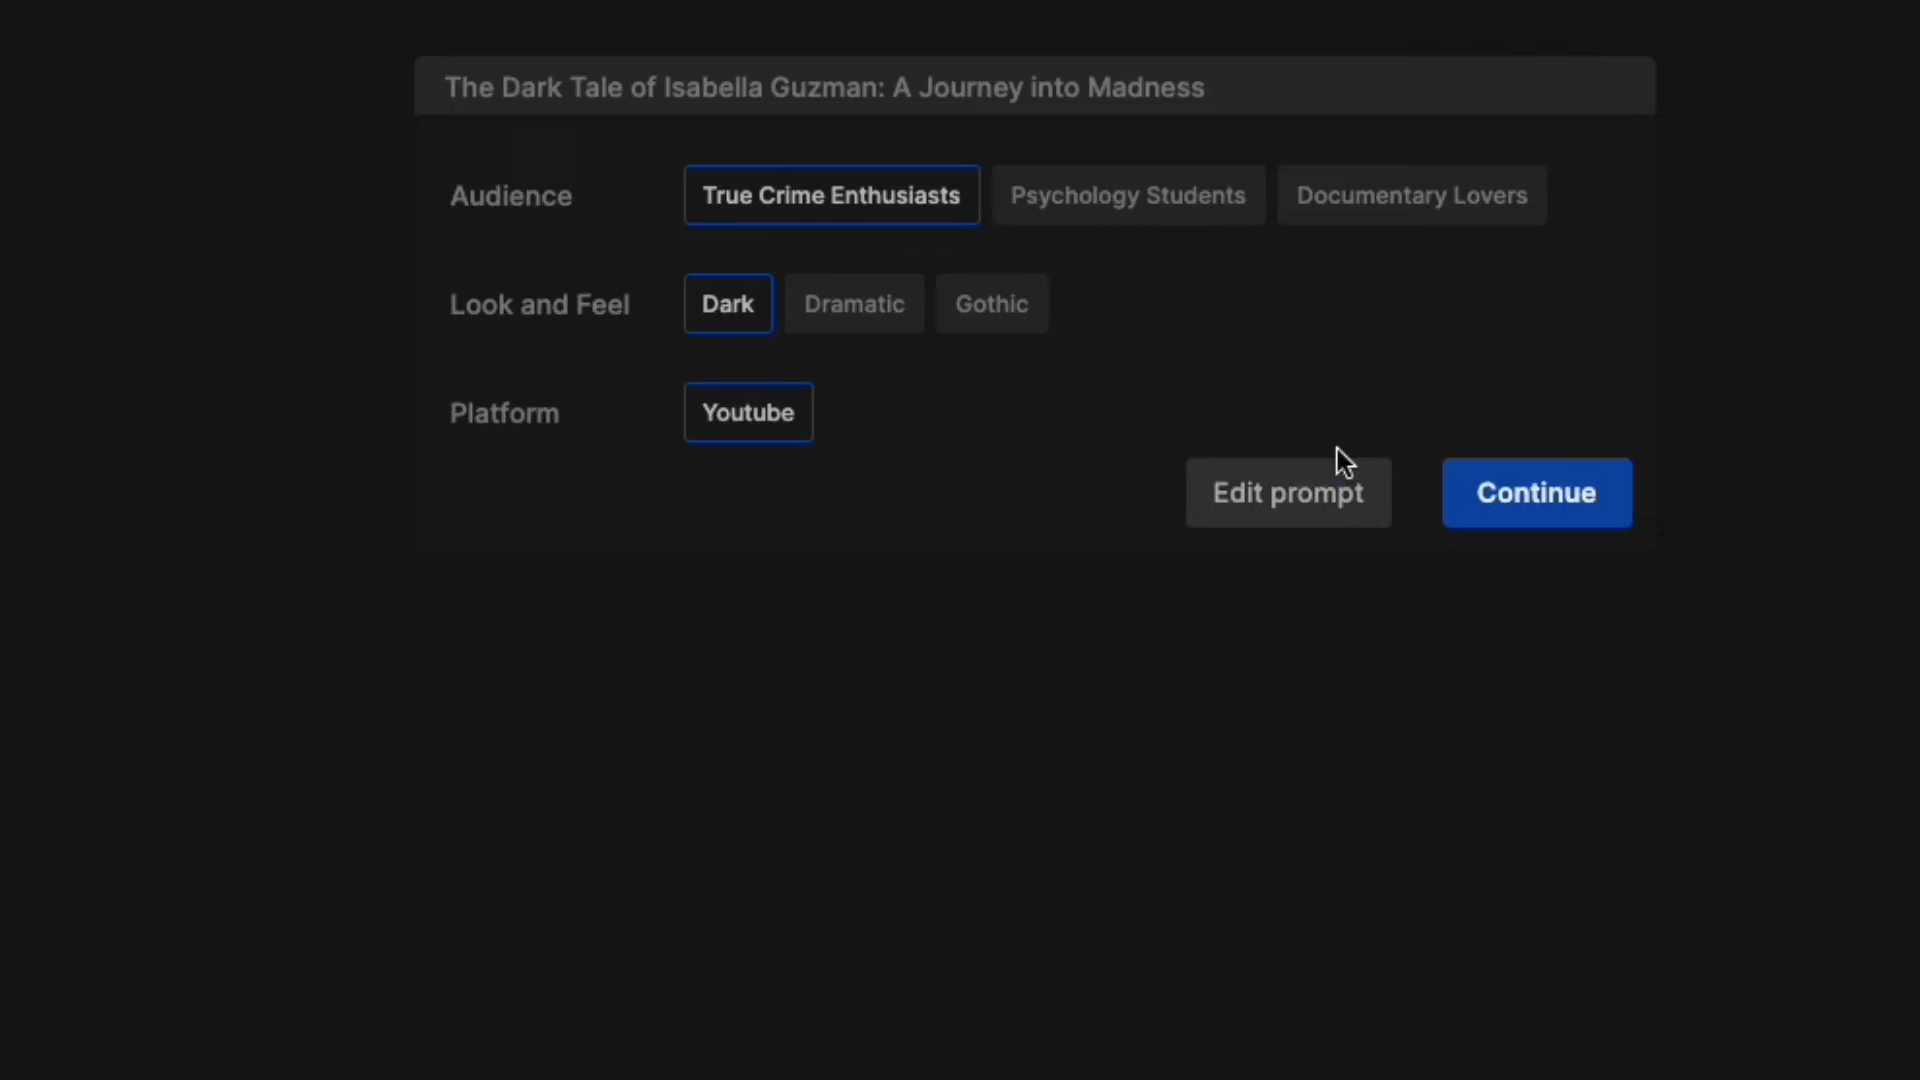 The Dark Tale of Isabella Guzman: A Journey into Madness
Audience True Crime Enthusiasts Psychology Students Documentary Lovers
Look and Feel Dark Dramatic Gothic
Platform Youtube
Edit prompt Continue